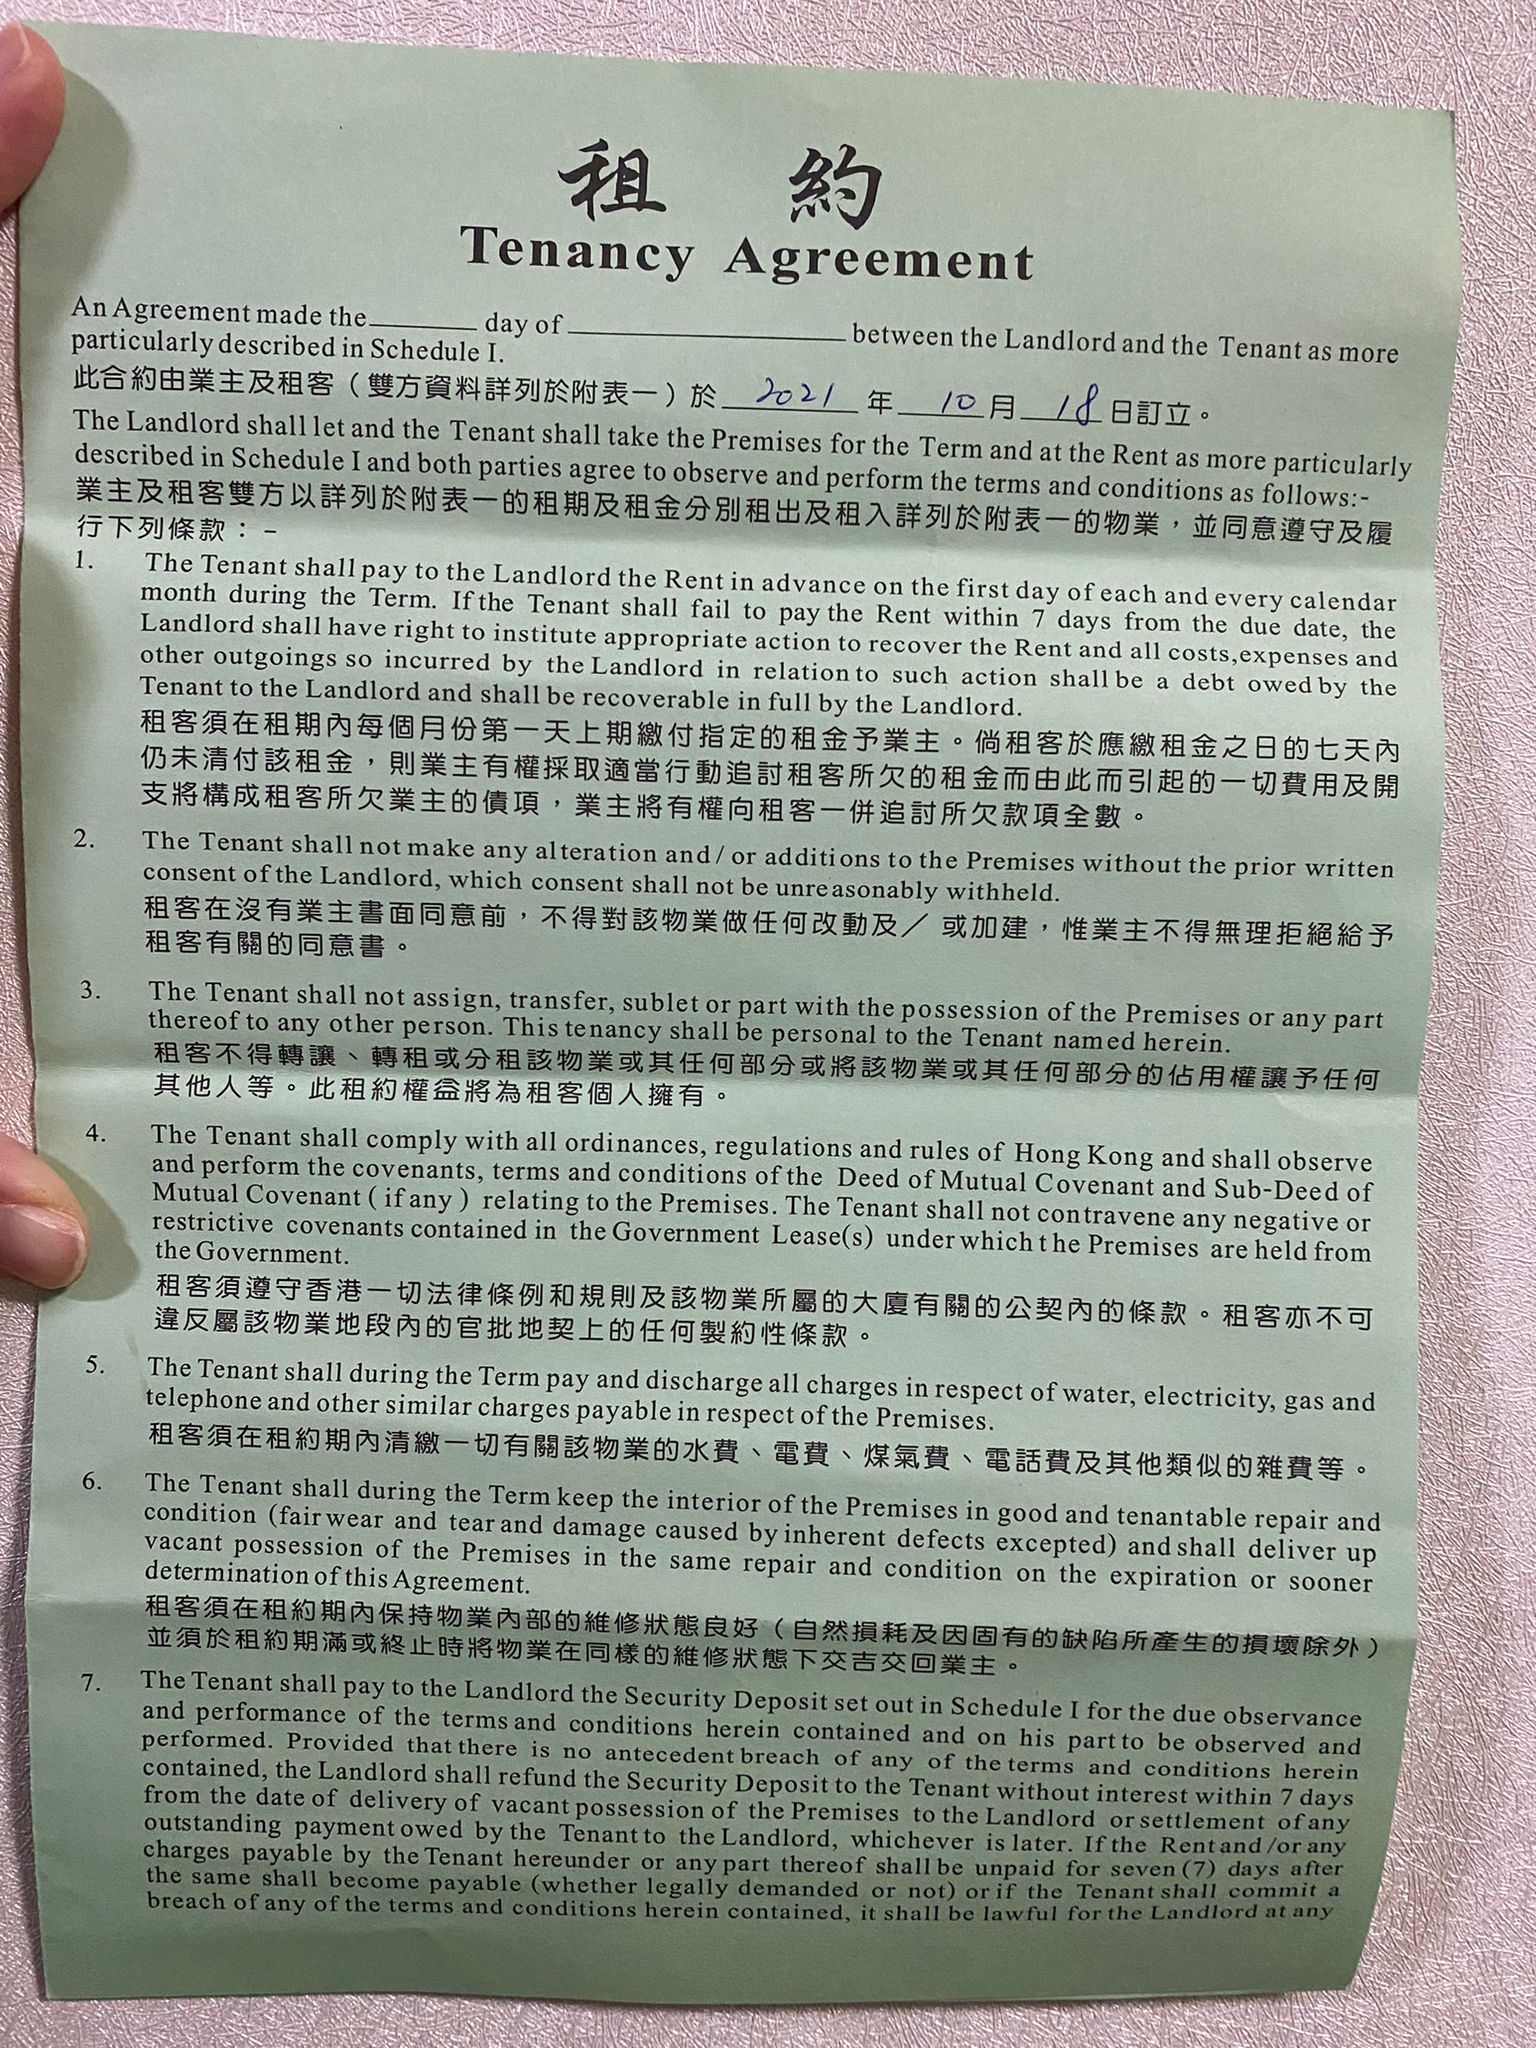 租 約
Tenancy Agreement
An Agreement made the________ day of ____________________ between the Landlord and the Tenant as more
particularly described in Schedule I.
此合約由業主及租客（雙方資料詳列於附表一）於 2021 年 10 月 18 日訂立。
The Landlord shall let and the Tenant shall take the Premises for the Term and at the Rent as more particularly
described in Schedule I and both parties agree to observe and perform the terms and conditions as follows:-
業主及租客雙方以詳列於附表一的租期及租金分別租出及租入詳列於附表一的物業，並同意遵守及履
行下列條款：－
1. The Tenant shall pay to the Landlord the Rent in advance on the first day of each and every calendar
month during the Term. If the Tenant shall fail to pay the Rent within 7 days from the due date, the
Landlord shall have right to institute appropriate action to recover the Rent and all costs,expenses and
other outgoings so incurred by the Landlord in relation to such action shall be a debt owed by the
Tenant to the Landlord and shall be recoverable in full by the Landlord.
租客須在租期內每個月份第一天上期繳付指定的租金予業主。倘租客於應繳租金之日的七天內
仍未清付該租金，則業主有權採取適當行動追討租客所欠的租金而由此而引起的一切費用及開
支將構成租客所欠業主的債項，業主將有權向租客一併追討所欠款項全數。
2. The Tenant shall not make any alteration and / or additions to the Premises without the prior written
consent of the Landlord, which consent shall not be unreasonably withheld.
租客在沒有業主書面同意前，不得對該物業做任何改動及／ 或加建，惟業主不得無理拒絕給予
租客有關的同意書。
3. The Tenant shall not assign, transfer, sublet or part with the possession of the Premises or any part
thereof to any other person. This tenancy shall be personal to the Tenant named herein.
租客不得轉讓、轉租或分租該物業或其任何部分或將該物業或其任何部分的佔用權讓予任何
其他人等。此租約權益將為租客個人擁有。
4. The Tenant shall comply with all ordinances, regulations and rules of Hong Kong and shall observe
and perform the covenants, terms and conditions of the Deed of Mutual Covenant and Sub-Deed of
Mutual Covenant ( if any ) relating to the Premises. The Tenant shall not contravene any negative or
restrictive covenants contained in the Government Lease(s) under which the Premises are held from
the Government.
租客須遵守香港一切法律條例和規則及該物業所屬的大廈有關的公契內的條款。租客亦不可
違反屬該物業地段內的官批地契上的任何製約性條款。
5. The Tenant shall during the Term pay and discharge all charges in respect of water, electricity, gas and
telephone and other similar charges payable in respect of the Premises.
租客須在租約期內清繳一切有關該物業的水費、電費、煤氣費、電話費及其他類似的雜費等。
6. The Tenant shall during the Term keep the interior of the Premises in good and tenantable repair and
condition (fair wear and tear and damage caused by inherent defects excepted) and shall deliver up
vacant possession of the Premises in the same repair and condition on the expiration or sooner
determination of this Agreement.
租客須在租約期內保持物業內部的維修狀態良好（自然損耗及因固有的缺陷所產生的損壞除外）
並須於租約期滿或終止時將物業在同樣的維修狀態下交吉交回業主。
7. The Tenant shall pay to the Landlord the Security Deposit set out in Schedule I for the due observance
and performance of the terms and conditions herein contained and on his part to be observed and
performed. Provided that there is no antecedent breach of any of the terms and conditions herein
contained, the Landlord shall refund the Security Deposit to the Tenant without interest within 7 days
from the date of delivery of vacant possession of the Premises to the Landlord or settlement of any
outstanding payment owed by the Tenant to the Landlord, whichever is later. If the Rent and /or any
charges payable by the Tenant hereunder or any part thereof shall be unpaid for seven (7) days after
the same shall become payable (whether legally demanded or not) or if the Tenant shall commit a
breach of any of the terms and conditions herein contained, it shall be lawful for the Landlord at any